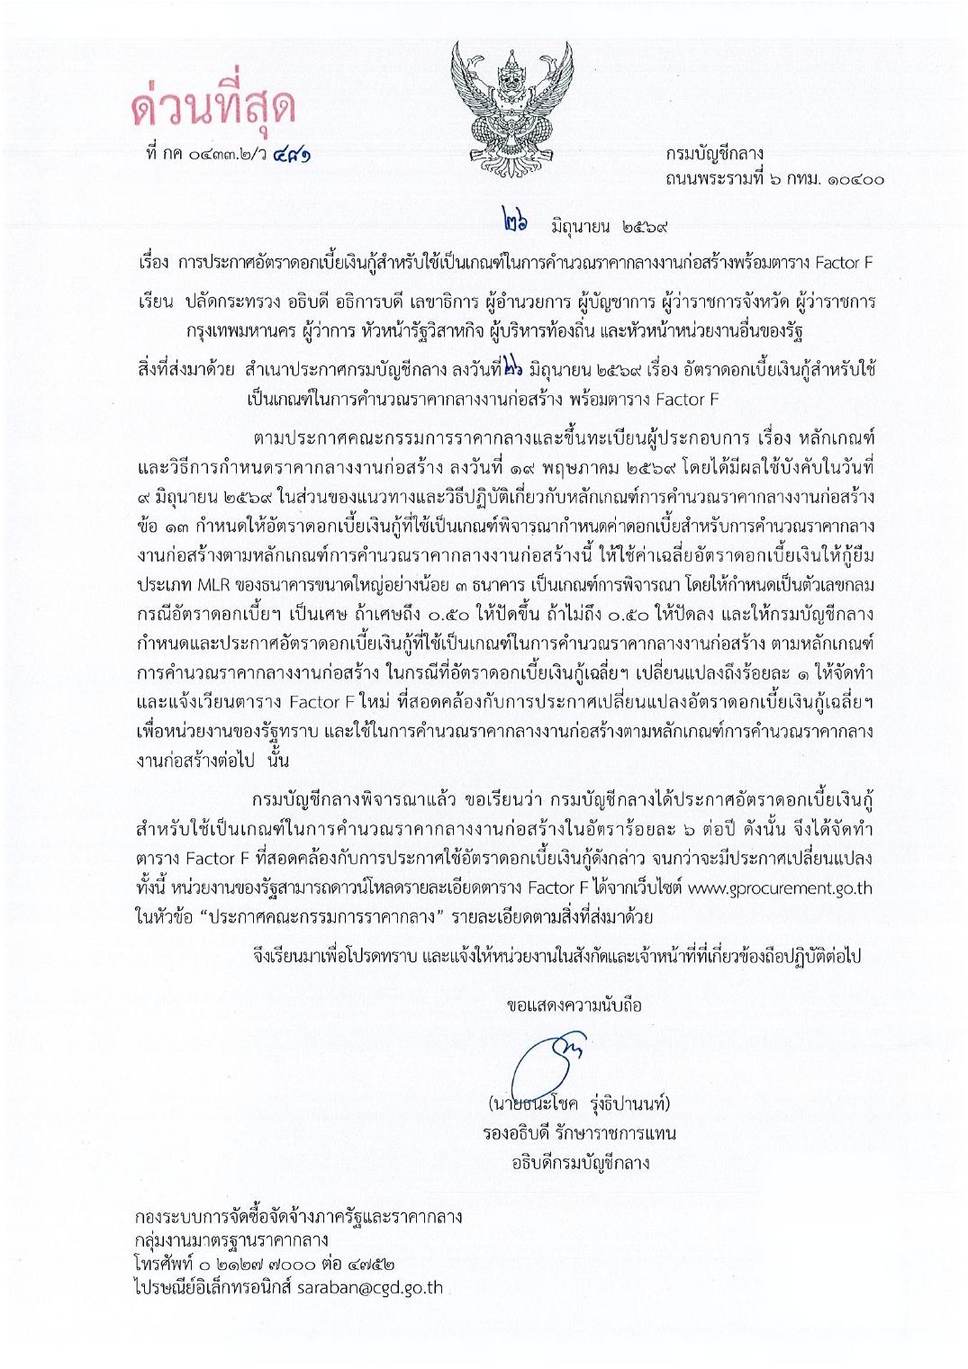 ด่วนที่สุด
ที่ กค ๐๔๓๓.๒/ว ๔๘๑
กรมบัญชีกลาง
ถนนพระรามที่ ๖ กทม. ๑๐๔๐๐
๒๖ มิถุนายน ๒๕๖๙
เรื่อง การประกาศอัตราดอกเบี้ยเงินกู้สำหรับใช้เป็นเกณฑ์ในการคำนวณราคากลางงานก่อสร้างพร้อมตาราง Factor F
เรียน ปลัดกระทรวง อธิบดี อธิการบดี เลขาธิการ ผู้อำนวยการ ผู้บัญชาการ ผู้ว่าราชการจังหวัด ผู้ว่าราชการ
กรุงเทพมหานคร ผู้ว่าการ หัวหน้ารัฐวิสาหกิจ ผู้บริหารท้องถิ่น และหัวหน้าหน่วยงานอื่นของรัฐ
สิ่งที่ส่งมาด้วย สำเนาประกาศกรมบัญชีกลาง ลงวันที่ ๒๖ มิถุนายน ๒๕๖๙ เรื่อง อัตราดอกเบี้ยเงินกู้สำหรับใช้
เป็นเกณฑ์ในการคำนวณราคากลางงานก่อสร้าง พร้อมตาราง Factor F
ตามประกาศคณะกรรมการราคากลางและขึ้นทะเบียนผู้ประกอบการ เรื่อง หลักเกณฑ์
และวิธีการกำหนดราคากลางงานก่อสร้าง ลงวันที่ ๑๙ พฤษภาคม ๒๕๖๙ โดยได้มีผลใช้บังคับในวันที่
๙ มิถุนายน ๒๕๖๙ ในส่วนของแนวทางและวิธีปฏิบัติเกี่ยวกับหลักเกณฑ์การคำนวณราคากลางงานก่อสร้าง
ข้อ ๑๓ กำหนดให้อัตราดอกเบี้ยเงินกู้ที่ใช้เป็นเกณฑ์พิจารณากำหนดค่าดอกเบี้ยสำหรับการคำนวณราคากลาง
งานก่อสร้างตามหลักเกณฑ์การคำนวณราคากลางงานก่อสร้างนี้ ให้ใช้ค่าเฉลี่ยอัตราดอกเบี้ยเงินให้กู้ยืม
ประเภท MLR ของธนาคารขนาดใหญ่อย่างน้อย ๓ ธนาคาร เป็นเกณฑ์การพิจารณา โดยให้กำหนดเป็นตัวเลขกลม
กรณีอัตราดอกเบี้ยฯ เป็นเศษ ถ้าเศษถึง ๐.๕๐ ให้ปัดขึ้น ถ้าไม่ถึง ๐.๕๐ ให้ปัดลง และให้กรมบัญชีกลาง
กำหนดและประกาศอัตราดอกเบี้ยเงินกู้ที่ใช้เป็นเกณฑ์ในการคำนวณราคากลางงานก่อสร้าง ตามหลักเกณฑ์
การคำนวณราคากลางงานก่อสร้าง ในกรณีที่อัตราดอกเบี้ยเงินกู้เฉลี่ยฯ เปลี่ยนแปลงถึงร้อยละ ๑ ให้จัดทำ
และแจ้งเวียนตาราง Factor F ใหม่ ที่สอดคล้องกับการประกาศเปลี่ยนแปลงอัตราดอกเบี้ยเงินกู้เฉลี่ยฯ
เพื่อหน่วยงานของรัฐทราบ และใช้ในการคำนวณราคากลางงานก่อสร้างตามหลักเกณฑ์การคำนวณราคากลาง
งานก่อสร้างต่อไป นั้น
กรมบัญชีกลางพิจารณาแล้ว ขอเรียนว่า กรมบัญชีกลางได้ประกาศอัตราดอกเบี้ยเงินกู้
สำหรับใช้เป็นเกณฑ์ในการคำนวณราคากลางงานก่อสร้างในอัตราร้อยละ ๖ ต่อปี ดังนั้น จึงได้จัดทำ
ตาราง Factor F ที่สอดคล้องกับการประกาศใช้อัตราดอกเบี้ยเงินกู้ดังกล่าว จนกว่าจะมีประกาศเปลี่ยนแปลง
ทั้งนี้ หน่วยงานของรัฐสามารถดาวน์โหลดรายละเอียดตาราง Factor F ได้จากเว็บไซต์ www.gprocurement.go.th
ในหัวข้อ “ประกาศคณะกรรมการราคากลาง” รายละเอียดตามสิ่งที่ส่งมาด้วย
จึงเรียนมาเพื่อโปรดทราบ และแจ้งให้หน่วยงานในสังกัดและเจ้าหน้าที่ที่เกี่ยวข้องถือปฏิบัติต่อไป
ขอแสดงความนับถือ
(นายธนะโชค รุ่งธิปานนท์)
รองอธิบดี รักษาราชการแทน
อธิบดีกรมบัญชีกลาง
กองระบบการจัดซื้อจัดจ้างภาครัฐและราคากลาง
กลุ่มงานมาตรฐานราคากลาง
โทรศัพท์ ๐ ๒๑๒๗ ๗๐๐๐ ต่อ ๔๗๕๒
ไปรษณีย์อิเล็กทรอนิกส์ saraban@cgd.go.th